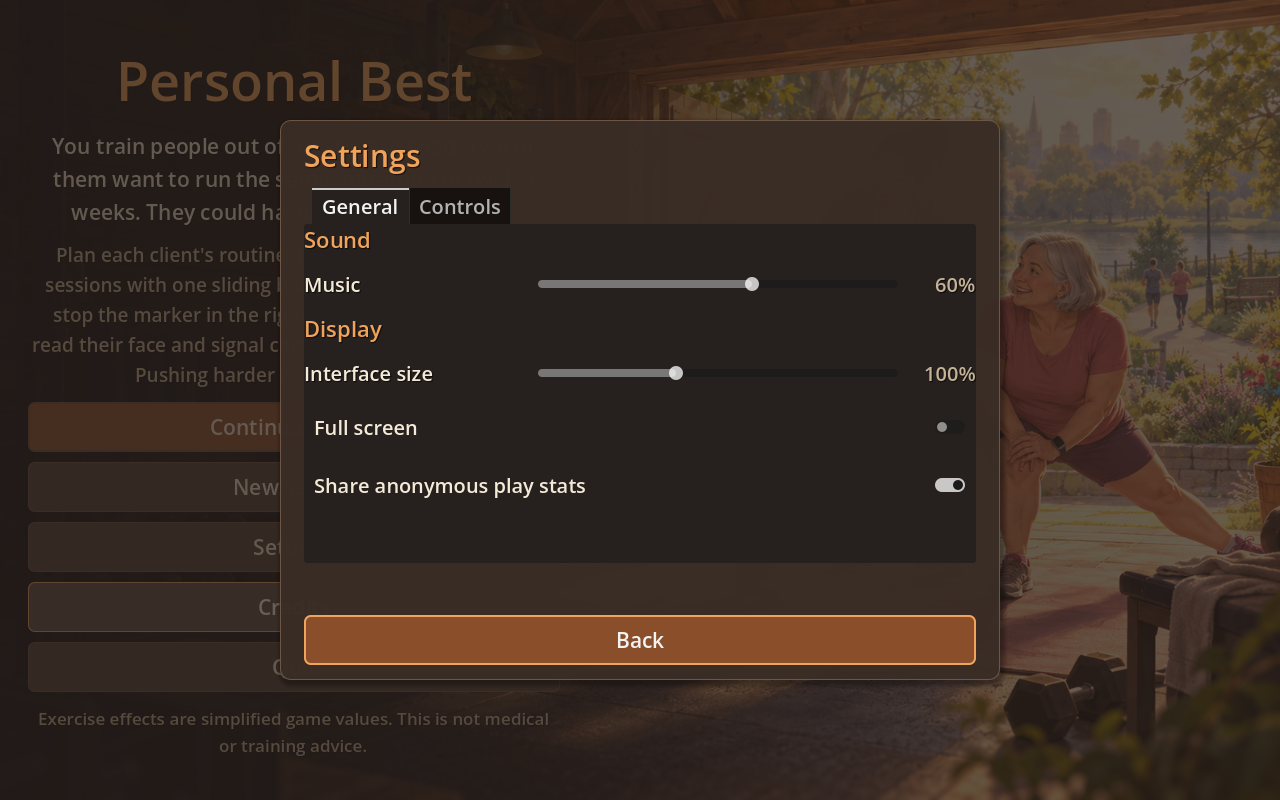 Personal Best
You train people out of
them want to run the s
weeks. They could ha
Plan each client's routine
sessions with one sliding
stop the marker in the rig
read their face and signal c
Pushing harder
Continu
New
Set
Cr
Settings
General Controls
Sound
Music 60%
Display
Interface size 100%
Full screen
Share anonymous play stats
Back
Exercise effects are simplified game values. This is not medical
or training advice.